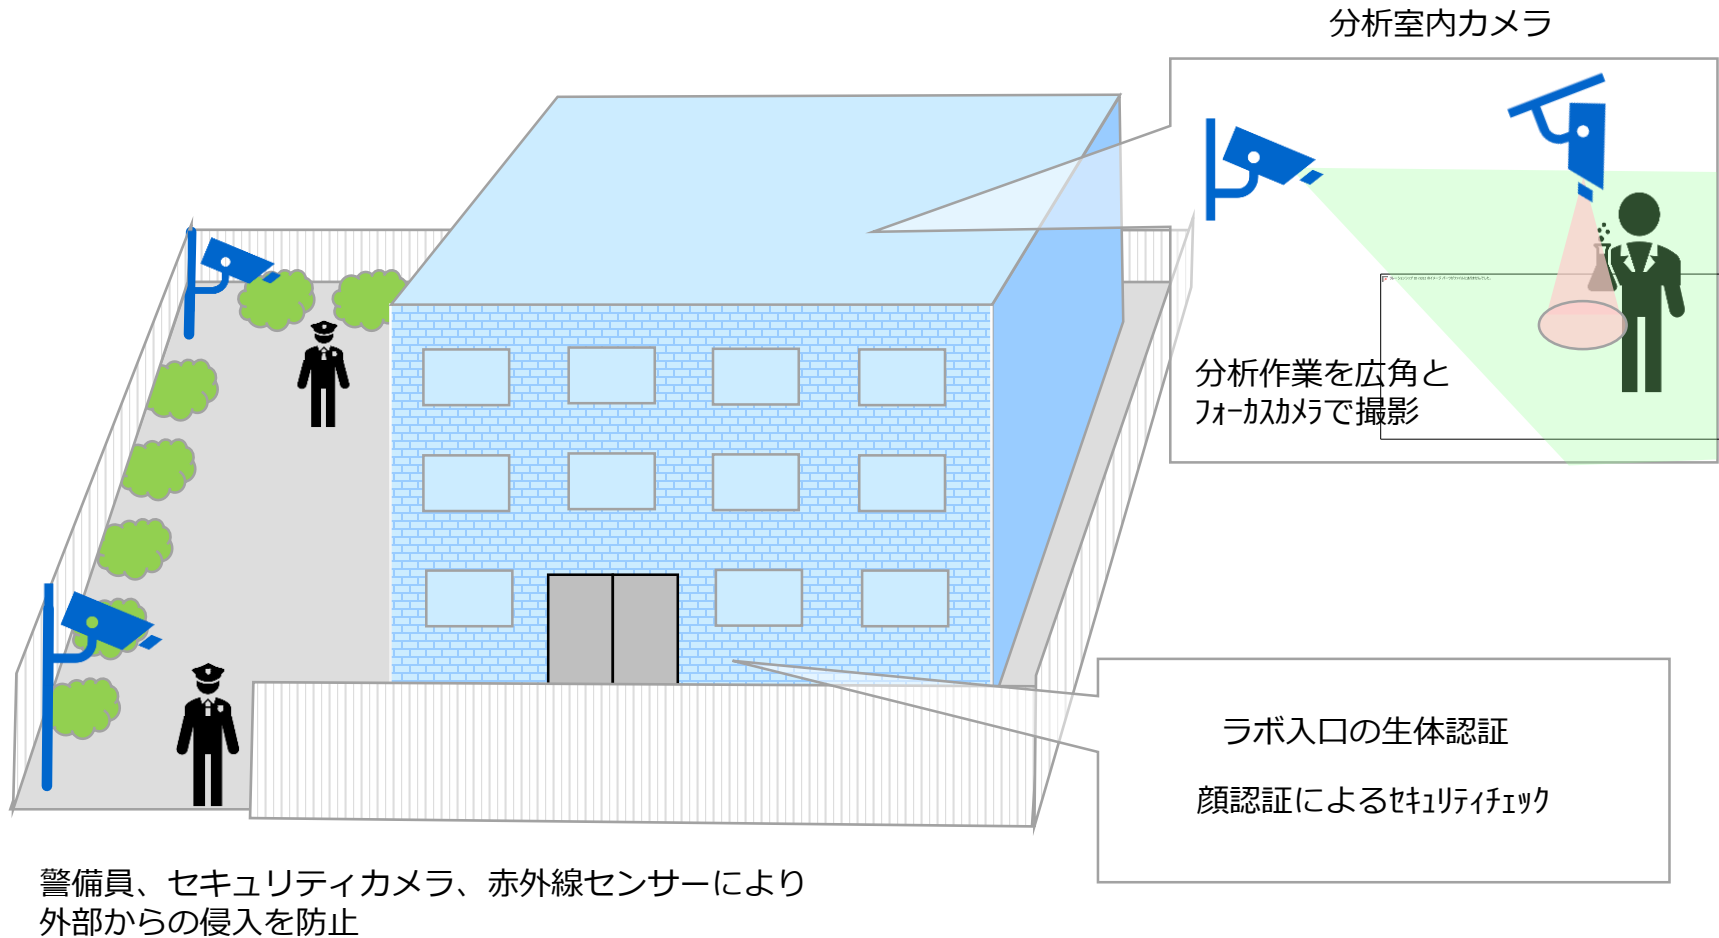 分析室内カメラ
分析作業を広角と
フォーカスカメラで撮影
ラボ入口の生体認証
顔認証によるセキュリティチェック
警備員、セキュリティカメラ、赤外線センサーにより
外部からの侵入を防止